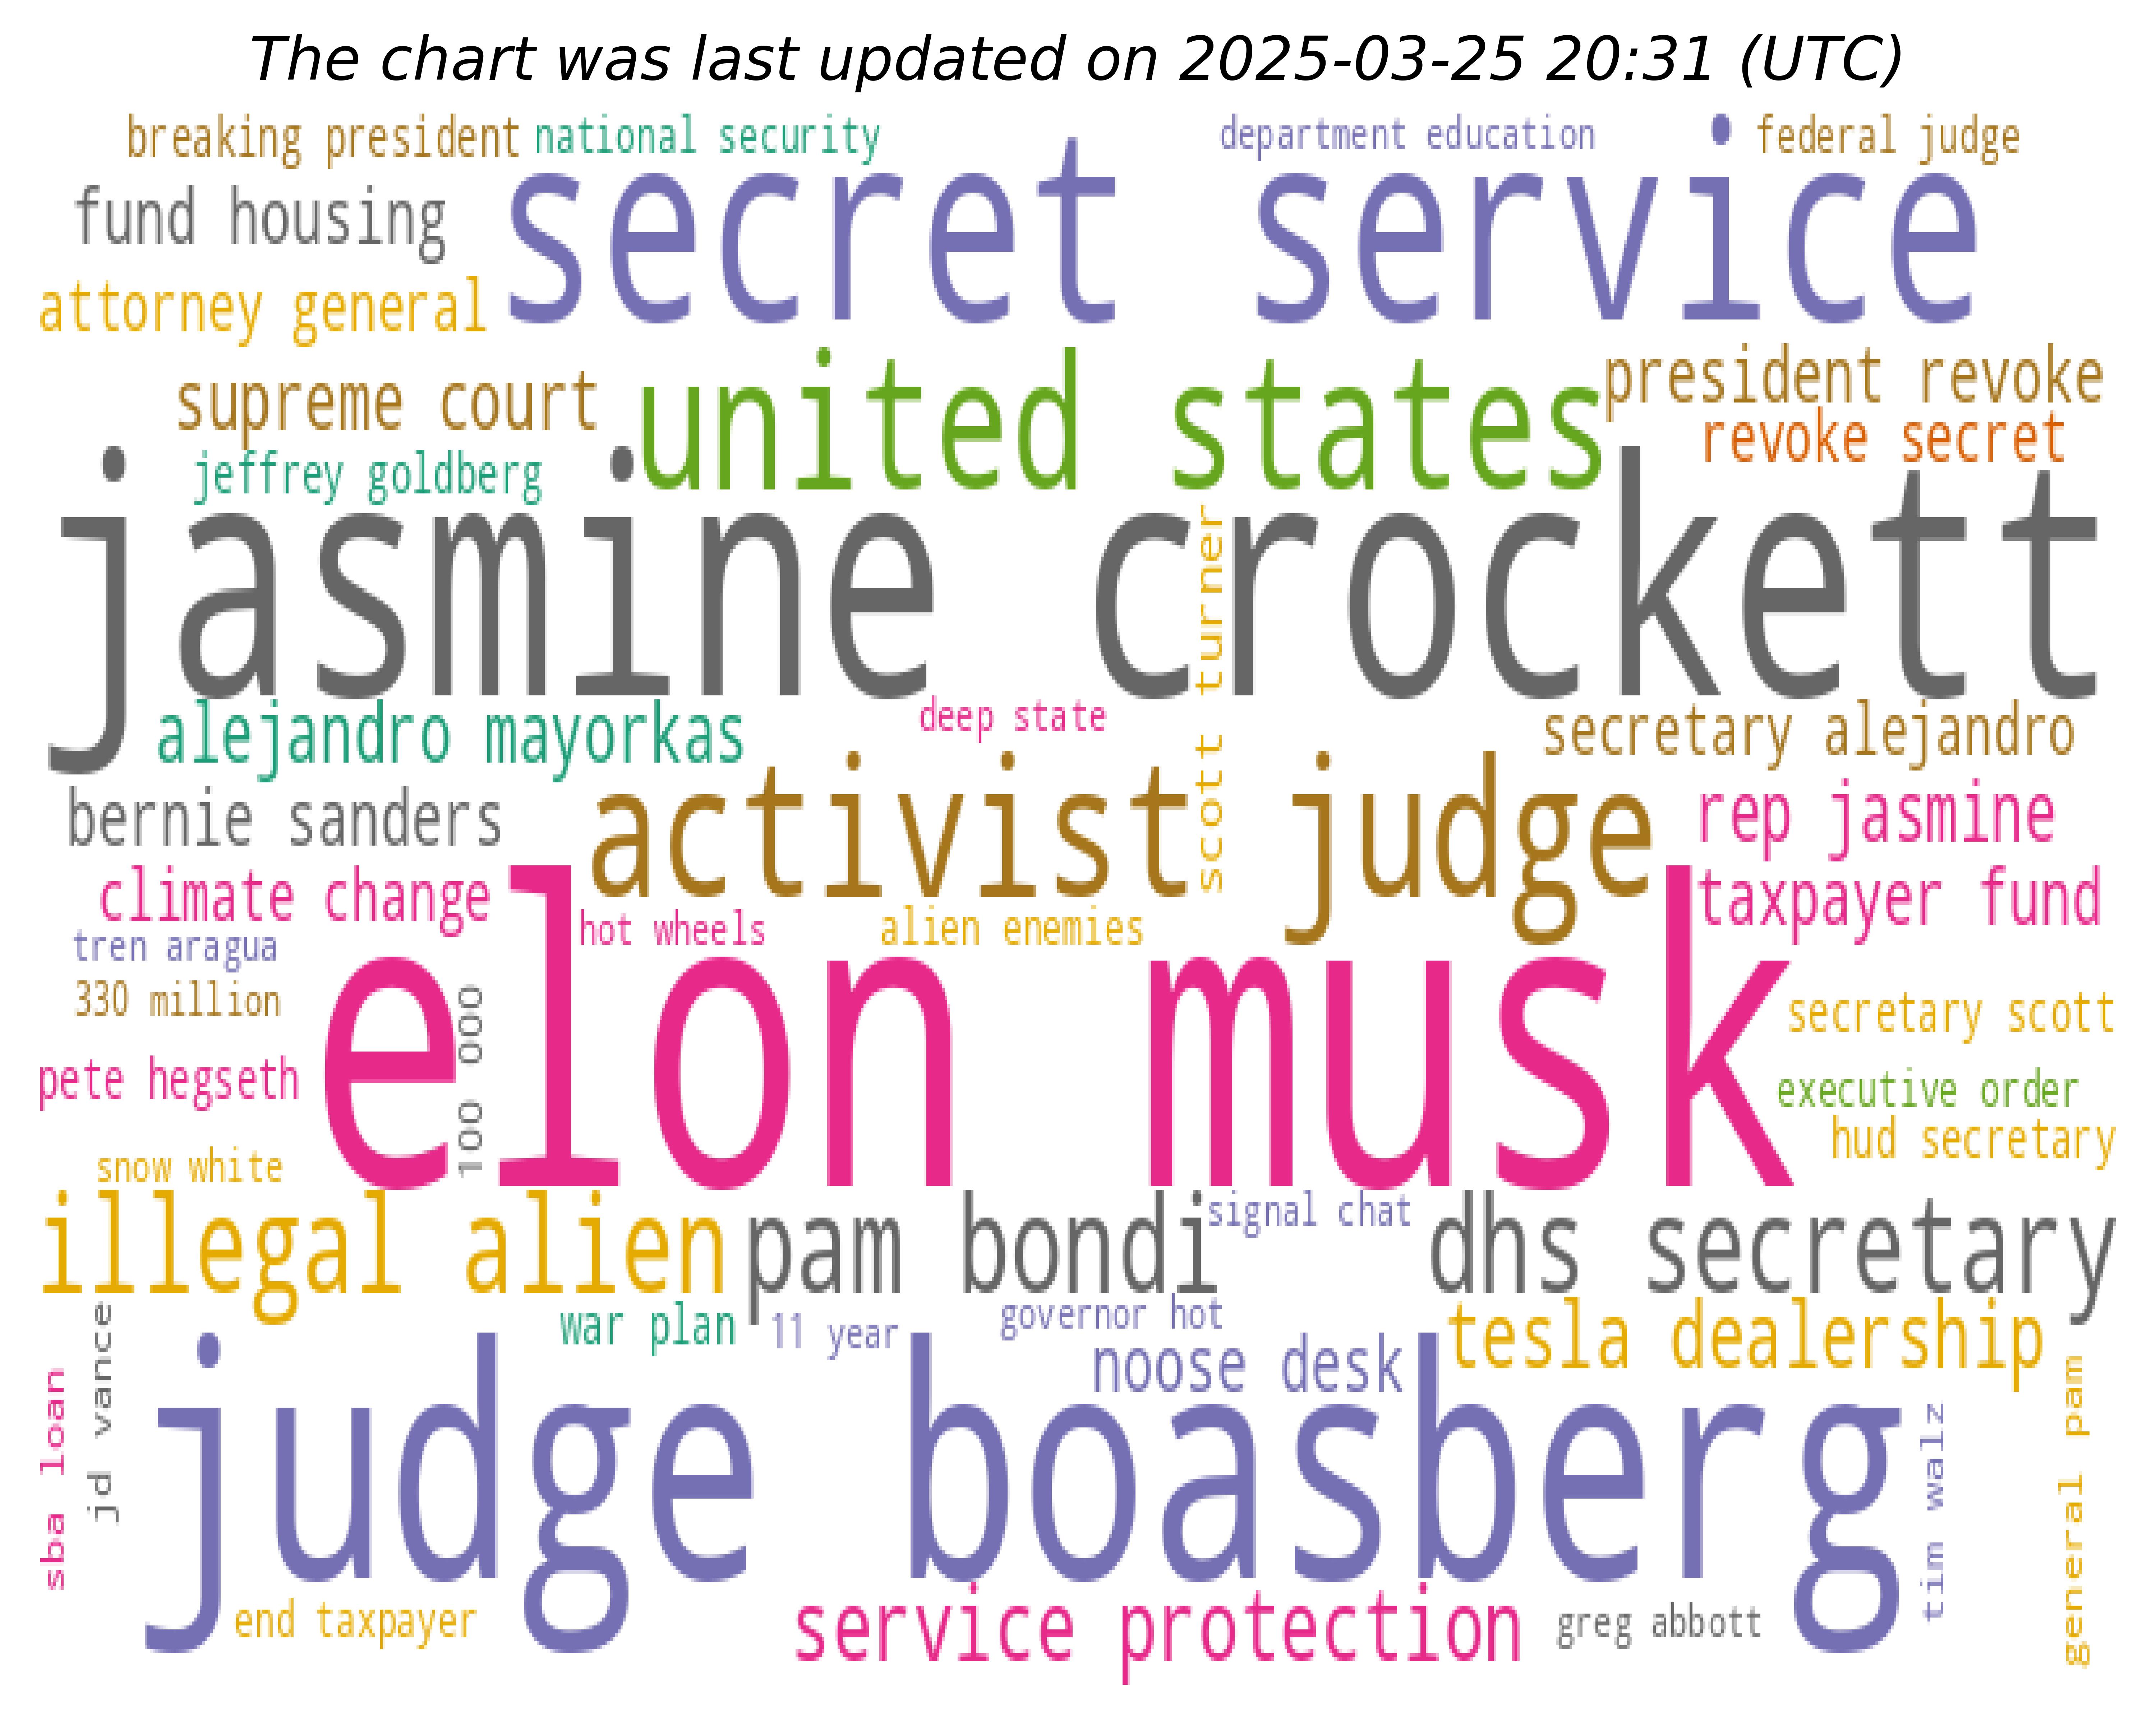 The chart was last updated on 2025-03-25 20:31 (UTC)
breaking president
national security
department education
federal judge
fund housing
secret service
attorney general
supreme court
united states
president revoke
revoke secret
jeffrey goldberg
jasmine crockett
scott turner
alejandro mayorkas
deep state
secretary alejandro
bernie sanders
activist judge
rep jasmine
climate change
taxpayer fund
hot wheels
alien enemies
tren aragua
elon musk
330 million
100 000
secretary scott
pete hegseth
executive order
hud secretary
snow white
illegal alien
pam bondi
signal chat
dhs secretary
war plan
11 year
governor hot
tesla dealership
noose desk
jd vance
sba loan
judge boasberg
tim walz
general pam
end taxpayer
service protection
greg abbott